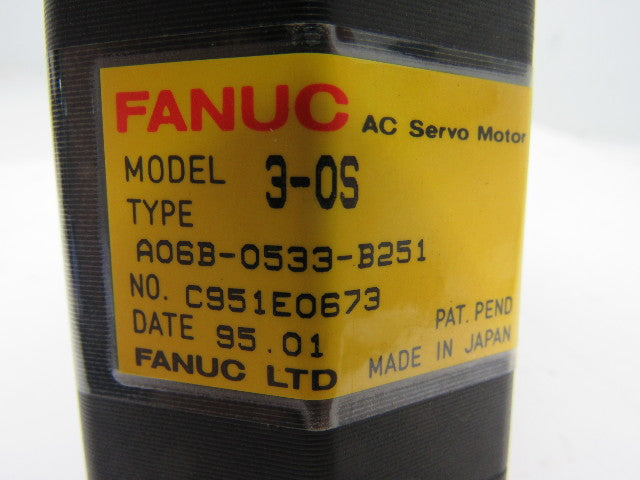 FANUC AC Servo Motor
MODEL 3-0S
TYPE
A06B-0533-B251
NO. C951E0673
DATE 95.01 PAT. PEND
FANUC LTD MADE IN JAPAN